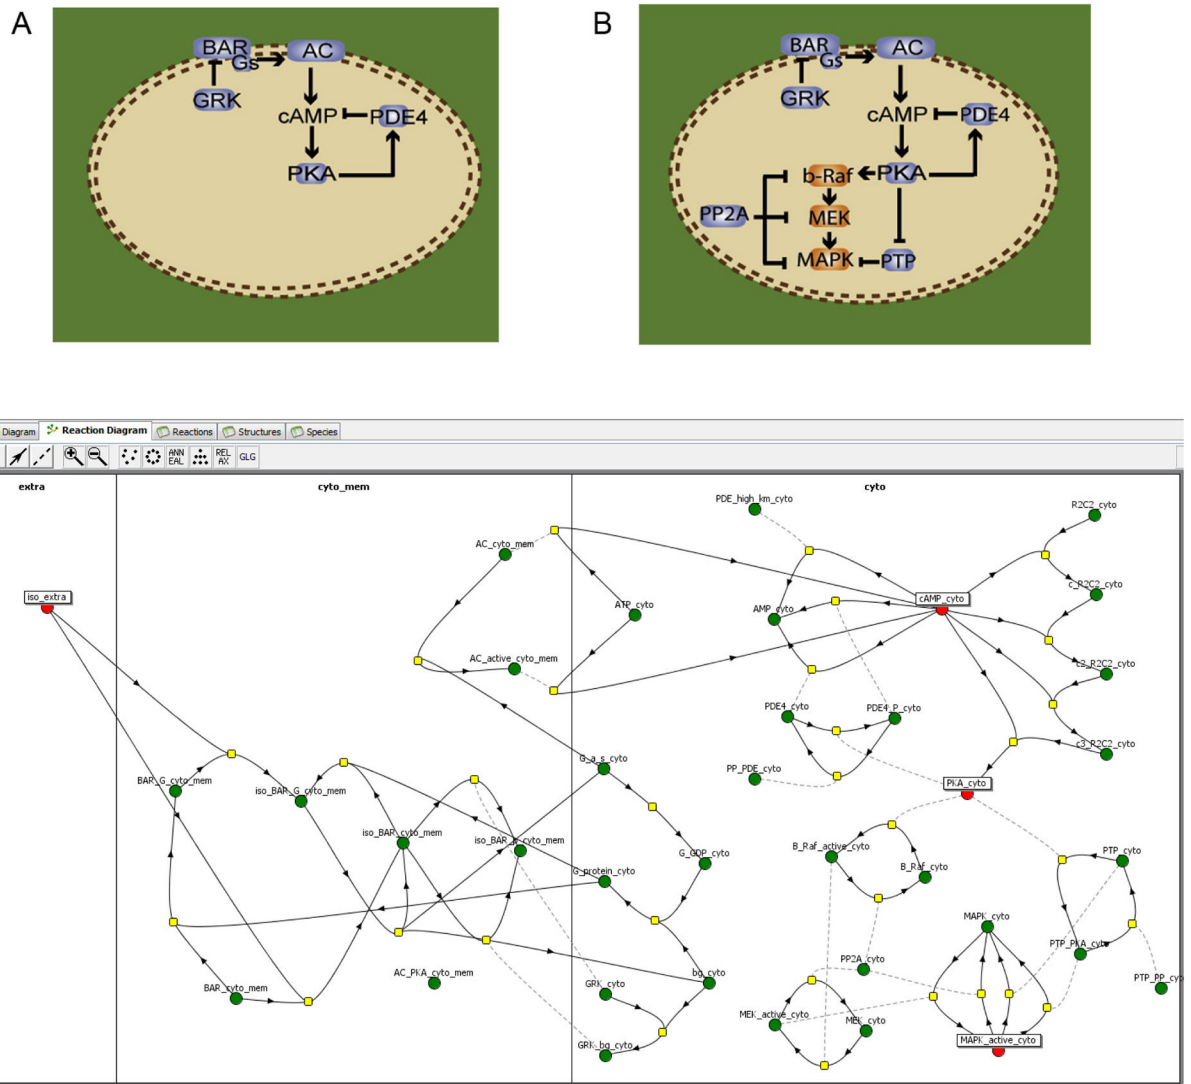 A
BAR
Gs
AC
GRK
cAMP
PDE4
PKA
B
BAR
Gs
AC
GRK
cAMP
PDE4
b-Raf
PKA
PP2A
MEK
MAPK
PTP
Diagram Reaction Diagram Reactions Structures Species
ANN EAL REL AX GLG
extra cyto_mem cyto
PDE_high_km_cyto
R2C2_cyto
AC_cyto_mem
c_R2C2_cyto
iso_extra
cAMP_cyto
ATP_cyto
AMP_cyto
AC_active_cyto_mem
c2_R2C2_cyto
PDE4_cyto
PDE4_P_cyto
c3_R2C2_cyto
G_a_s_cyto
PP_PDE_cyto
BAR_G_cyto_mem
iso_BAR_G_cyto_mem
PKA_cyto
iso_BAR_cyto_mem
iso_BAR_p_cyto_mem
G_GDP_cyto
B_Raf_active_cyto
PTP_cyto
B_Raf_cyto
G_protein_cyto
MAPK_cyto
PTP_PKA_cyto
PP2A_cyto
AC_PKA_cyto_mem
bg_cyto
PTP_PP_cyto
BAR_cyto_mem
GRK_cyto
MEK_active_cyto
MEK_cyto
MAPK_active_cyto
GRK_bg_cyto